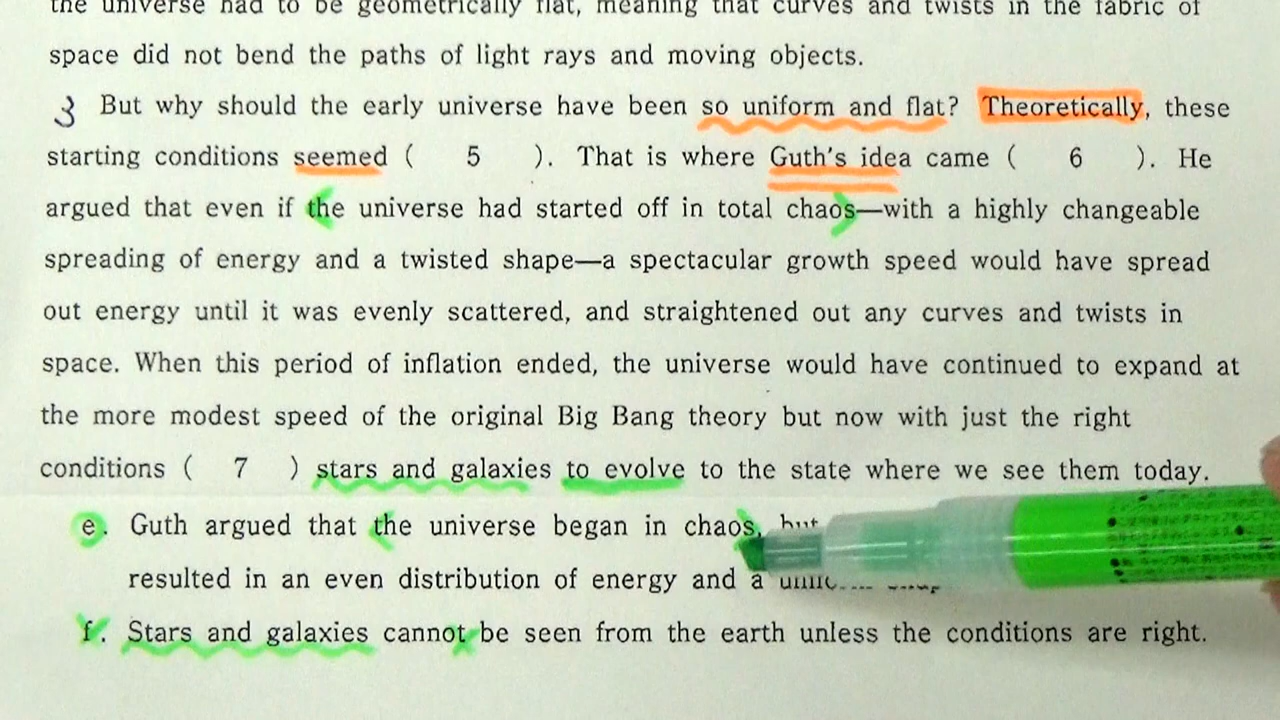 the universe had to be geometrically flat, meaning that curves and twists in the fabric of
space did not bend the paths of light rays and moving objects.
3 But why should the early universe have been so uniform and flat? Theoretically, these
starting conditions seemed ( 5 ). That is where Guth's idea came ( 6 ). He
argued that even if the universe had started off in total chaos—with a highly changeable
spreading of energy and a twisted shape—a spectacular growth speed would have spread
out energy until it was evenly scattered, and straightened out any curves and twists in
space. When this period of inflation ended, the universe would have continued to expand at
the more modest speed of the original Big Bang theory but now with just the right
conditions ( 7 ) stars and galaxies to evolve to the state where we see them today.
e. Guth argued that the universe began in chaos, but
resulted in an even distribution of energy and a
f. Stars and galaxies cannot be seen from the earth unless the conditions are right.